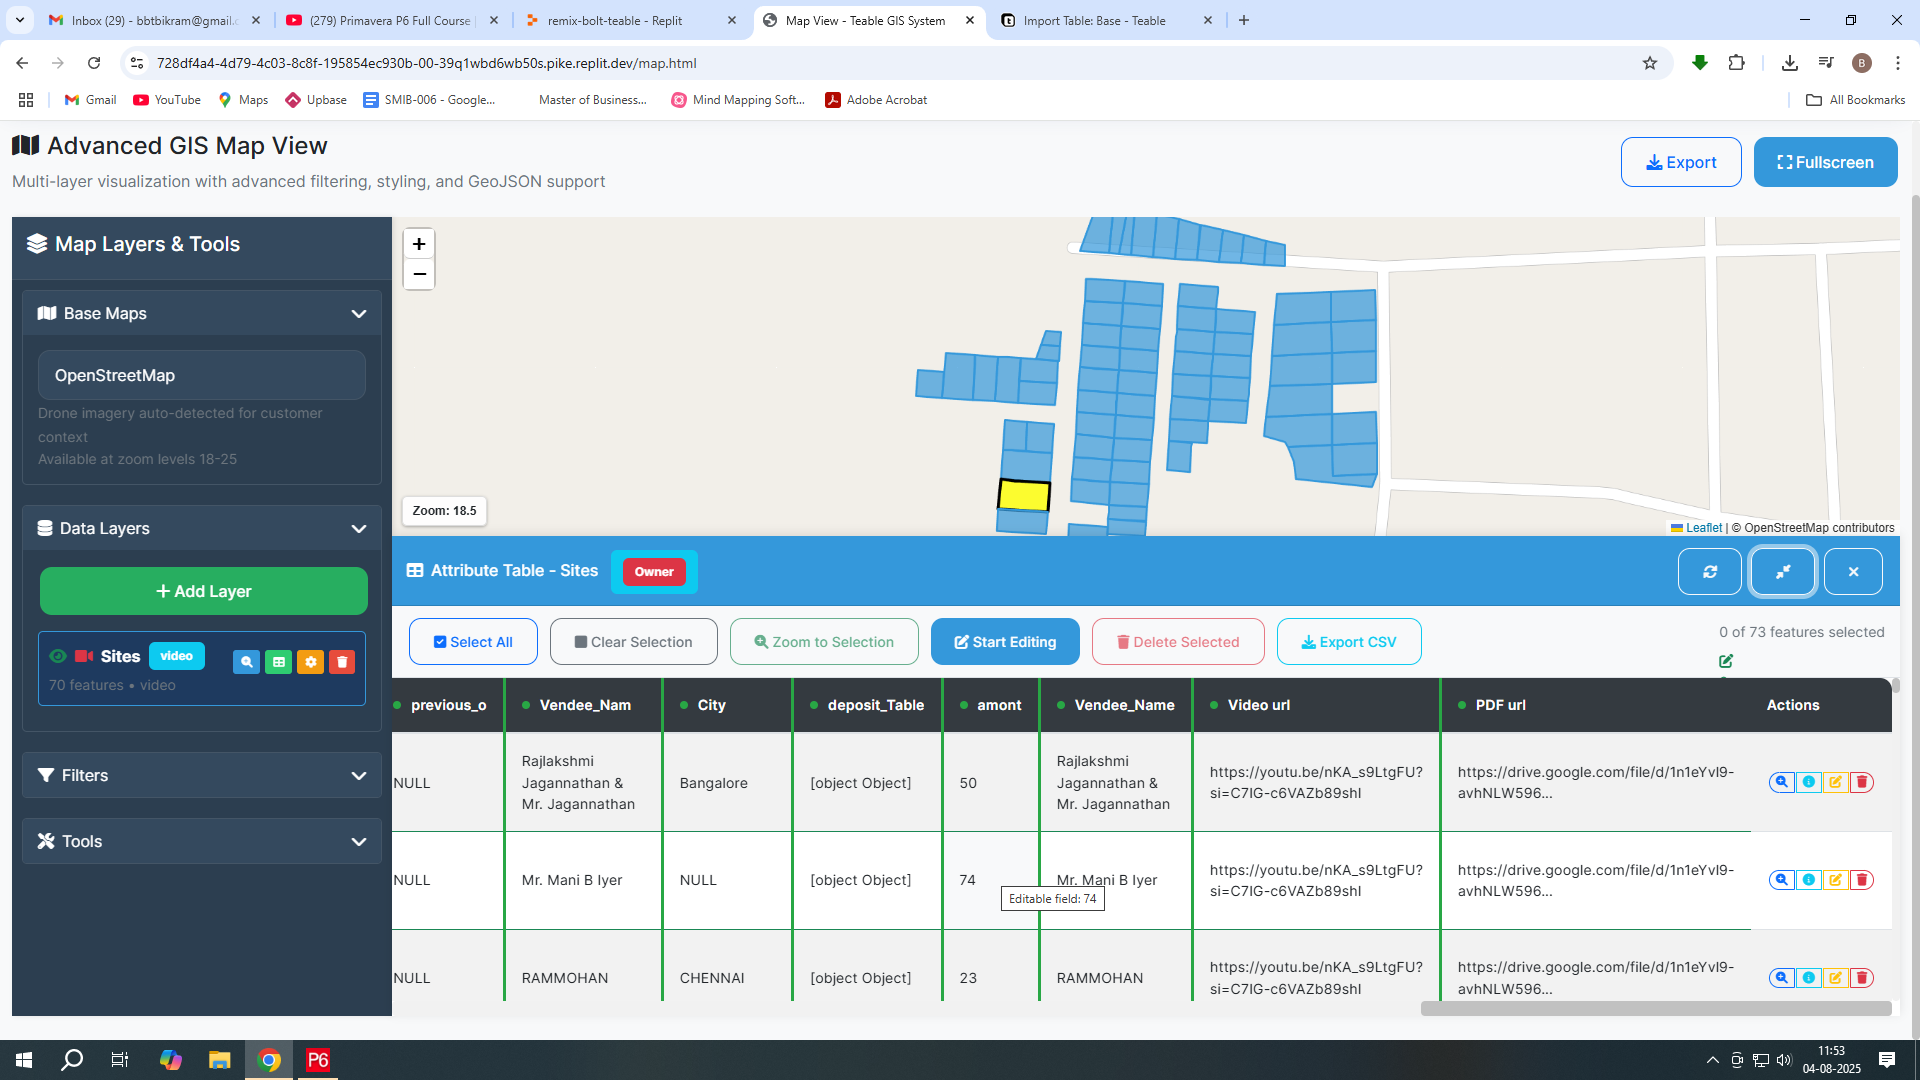 Inbox (29) - bbtbikram@gmail.c
(279) Primavera P6 Full Course
remix-bolt-teable - Replit
Map View - Teable GIS System
Import Table: Base - Teable
728df4a4-4d79-4c03-8c8f-195854ec930b-00-39q1wbd6wb50s.pike.replit.dev/map.html
B
Gmail
YouTube
Maps
Upbase
SMIB-006 - Google...
Master of Business...
Mind Mapping Soft...
Adobe Acrobat
All Bookmarks
Advanced GIS Map View
Multi-layer visualization with advanced filtering, styling, and GeoJSON support
Export
Fullscreen
Map Layers & Tools
Base Maps
OpenStreetMap
Drone imagery auto-detected for customer
context
Available at zoom levels 18-25
Data Layers
+ Add Layer
Sites
video
70 features • video
Filters
Tools
+
−
Zoom: 18.5
Leaflet | © OpenStreetMap contributors
Attribute Table - Sites
Owner
Select All
Clear Selection
Zoom to Selection
Start Editing
Delete Selected
Export CSV
0 of 73 features selected
previous_o Vendee_Nam City deposit_Table amont Vendee_Name Video url PDF url Actions
Rajlakshmi
Jagannathan &
Mr. Jagannathan
NULL
Bangalore
[object Object]
50
Rajlakshmi
Jagannathan &
Mr. Jagannathan
https://youtu.be/nKA_s9LtgFU?
si=C7IG-c6VAZb89shI
https://drive.google.com/file/d/1n1eYvI9-
avhNLW596...
NULL
Mr. Mani B Iyer
NULL
[object Object]
74
Mr. Mani B Iyer
https://youtu.be/nKA_s9LtgFU?
si=C7IG-c6VAZb89shI
https://drive.google.com/file/d/1n1eYvI9-
avhNLW596...
Editable field: 74
NULL
RAMMOHAN
CHENNAI
[object Object]
23
RAMMOHAN
https://youtu.be/nKA_s9LtgFU?
si=C7IG-c6VAZb89shI
https://drive.google.com/file/d/1n1eYvI9-
avhNLW596...
P6
11:53
04-08-2025